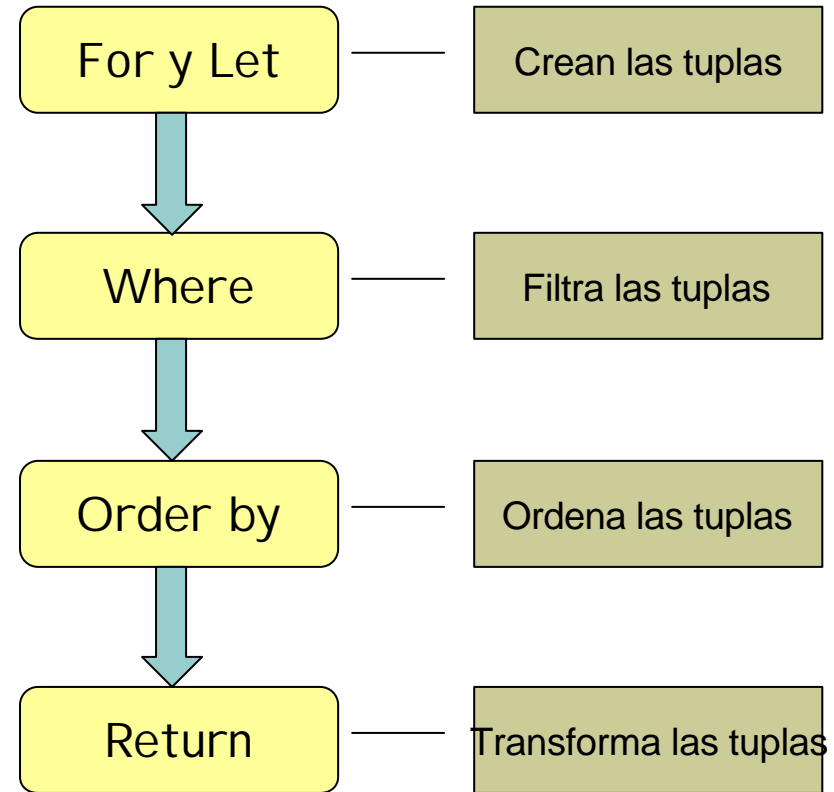 For y Let
Crean las tuplas
Where
Filtra las tuplas
Order by
Ordena las tuplas
Return
Transforma las tuplas